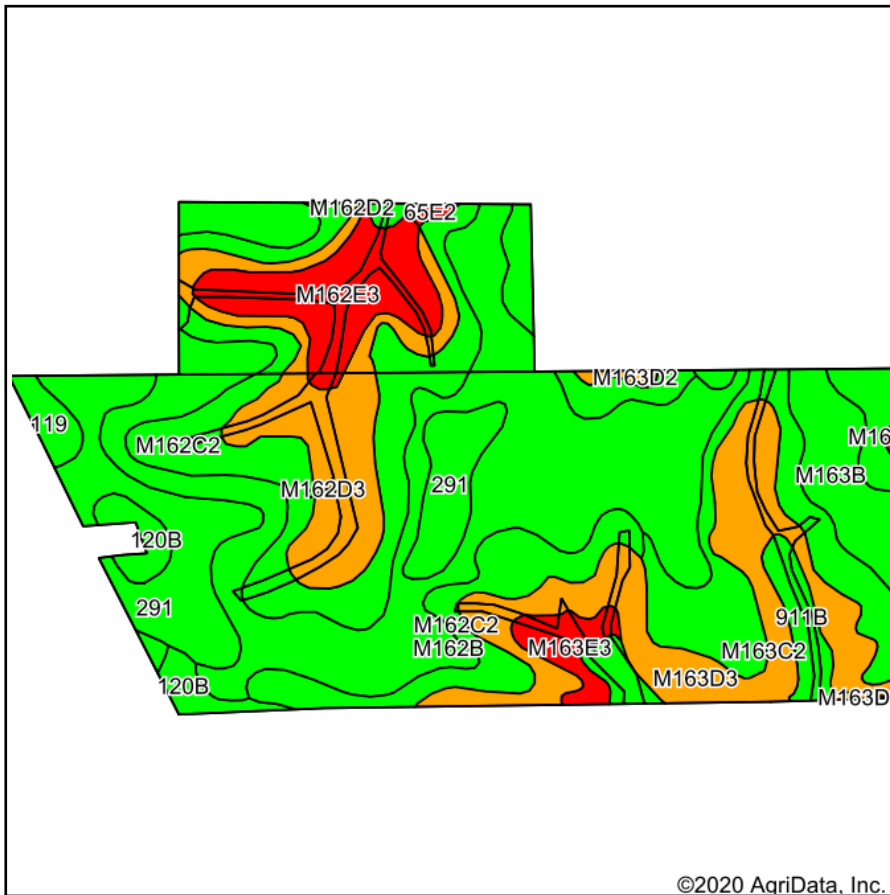 M162D2
65E2
M162E3
M163D2
119
M162C2
M16
M163B
M162D3
291
120B
291
911B
M162C2
M162B
M163E3
M163C2
M163D3
120B
M163D
©2020 AgriData, Inc.